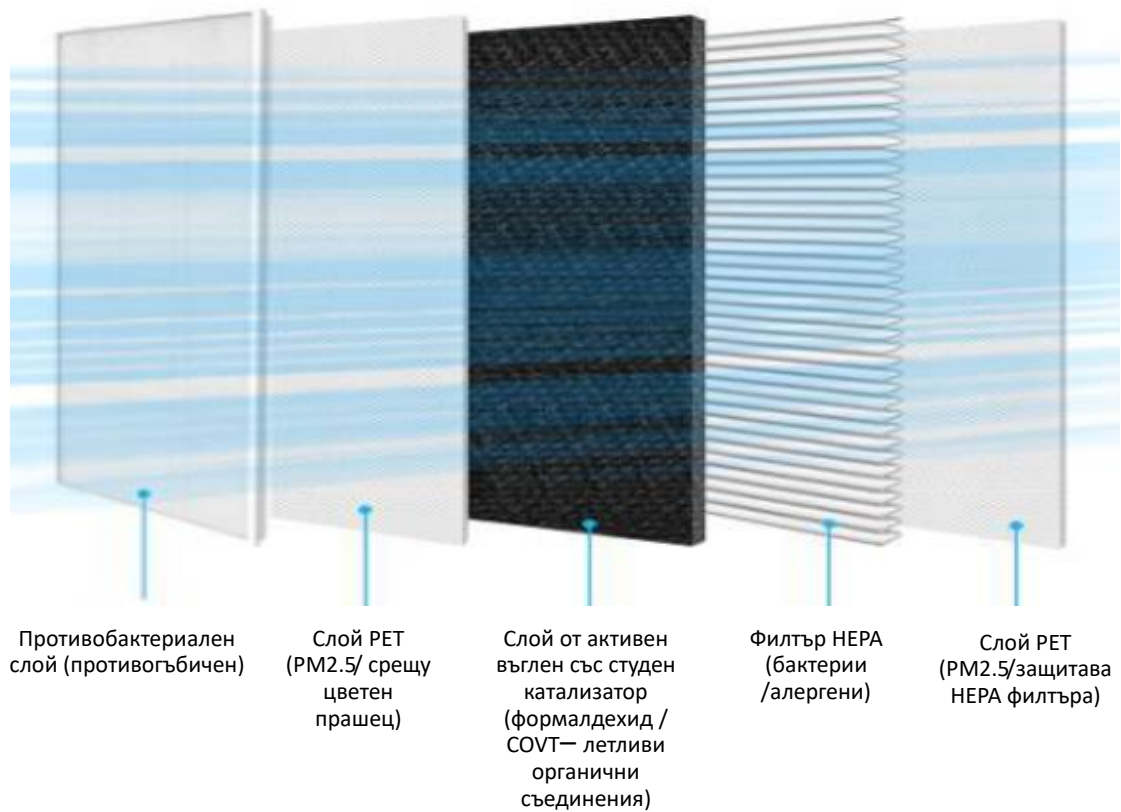 Противобактериален
слой (противогъбичен)
Слой PET
(PM2.5/ срещу
цветен
прашец)
Слой от активен
въглен със студен
катализатор
(формалдехид /
COVT— летливи
органични
съединения)
Филтър HEPA
(бактерии
/алергени)
Слой PET
(PM2.5/защитава
HEPA филтъра)